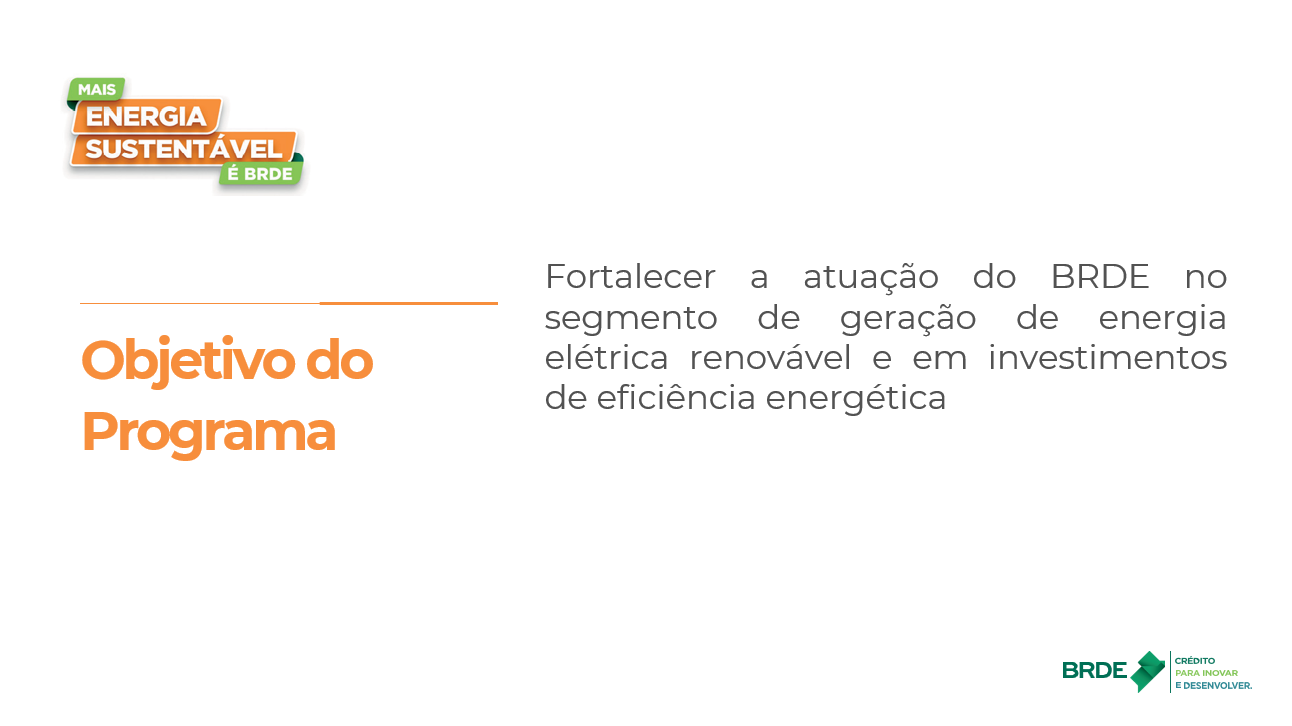 MAIS
ENERGIA
SUSTENTÁVEL
É BRDE
Objetivo do
Programa
Fortalecer a atuação do BRDE no
segmento de geração de energia
elétrica renovável e em investimentos
de eficiência energética
BRDE
CRÉDITO
PARA INOVAR
E DESENVOLVER.